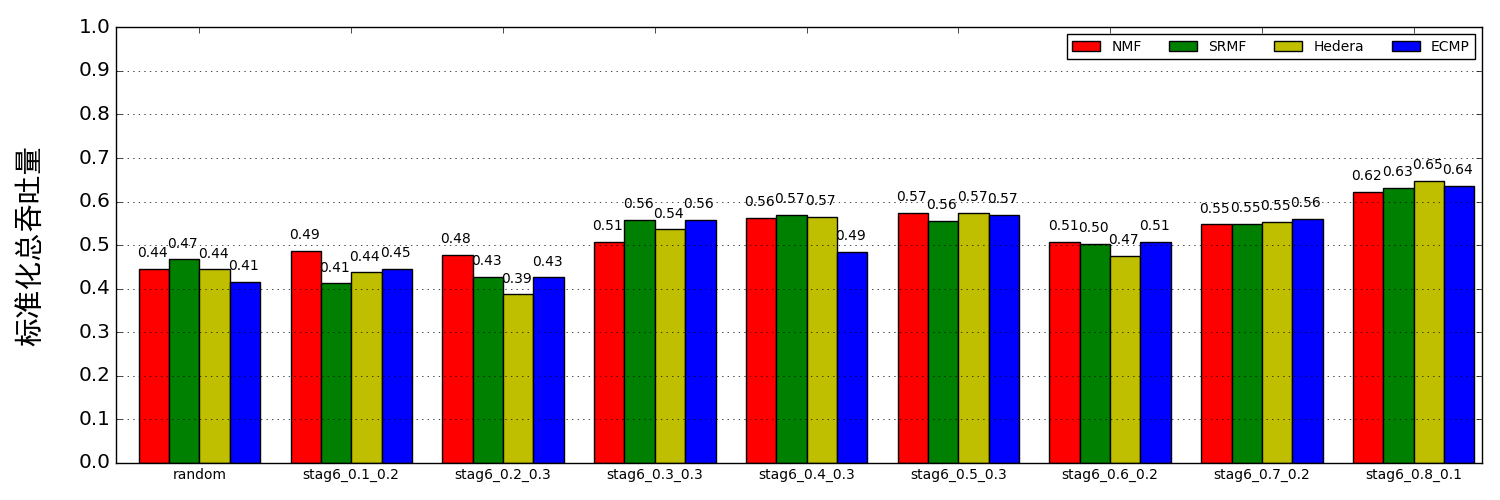 标准化总吞吐量
1.0
0.9
0.8
0.7
0.6
0.5
0.4
0.3
0.2
0.1
0.0
NMF SRMF Hedera ECMP
0.44 0.47 0.44 0.41
0.49 0.41 0.44 0.45
0.48 0.43 0.39 0.43
0.51 0.56 0.54 0.56
0.56 0.57 0.57 0.49
0.57 0.56 0.57 0.57
0.51 0.50 0.47 0.51
0.55 0.55 0.55 0.56
0.62 0.63 0.65 0.64
random stag6_0.1_0.2 stag6_0.2_0.3 stag6_0.3_0.3 stag6_0.4_0.3 stag6_0.5_0.3 stag6_0.6_0.2 stag6_0.7_0.2 stag6_0.8_0.1